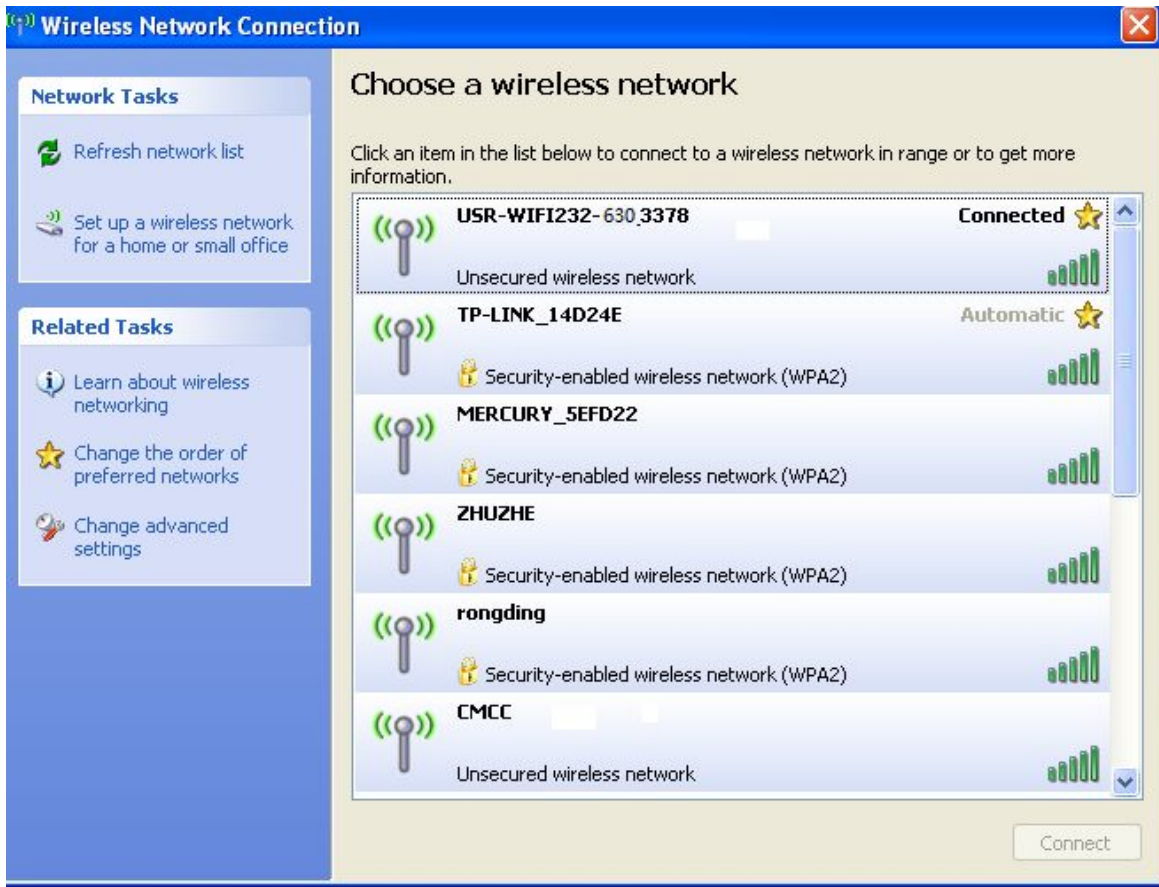 Wireless Network Connection
Network Tasks
Refresh network list
Set up a wireless network
for a home or small office
Related Tasks
Learn about wireless
networking
Change the order of
preferred networks
Change advanced
settings
Choose a wireless network
Click an item in the list below to connect to a wireless network in range or to get more
information.
USR-WIFI232-630.3378 Connected
Unsecured wireless network
TP-LINK_14D24E Automatic
Security-enabled wireless network (WPA2)
MERCURY_5EFD22
Security-enabled wireless network (WPA2)
ZHUZHE
Security-enabled wireless network (WPA2)
rongding
Security-enabled wireless network (WPA2)
CMCC
Unsecured wireless network
Connect